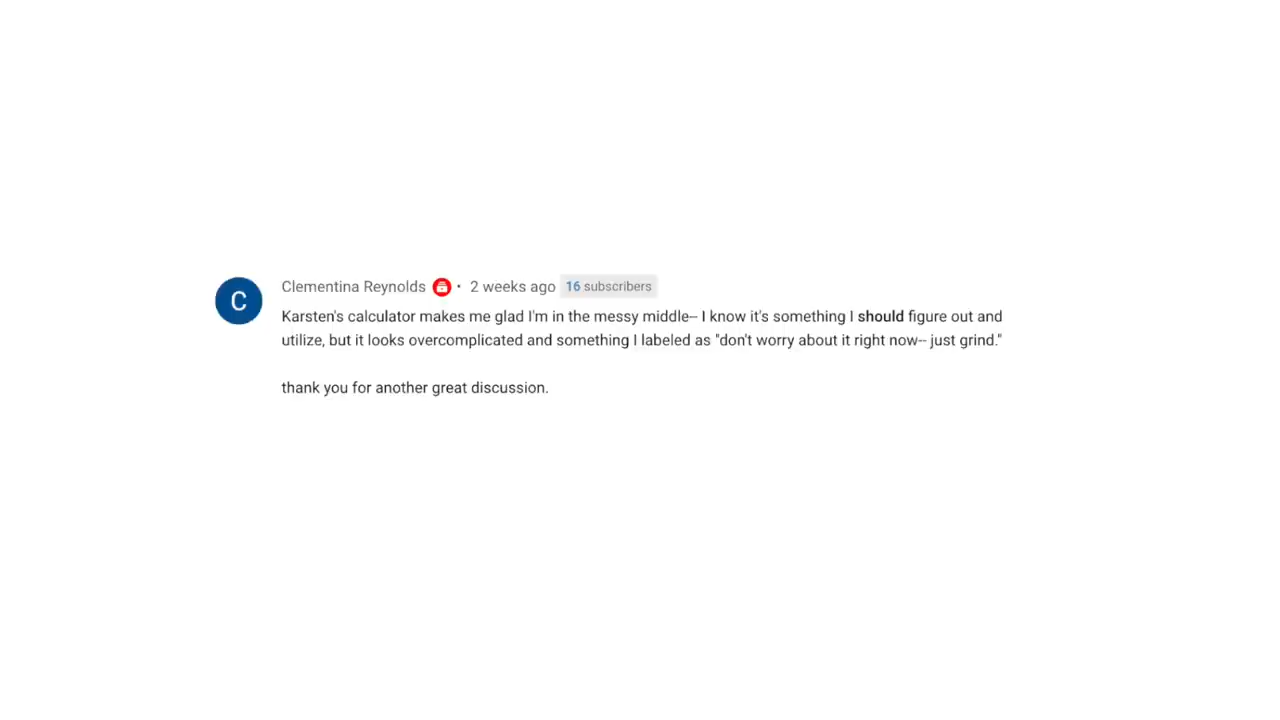 C
Clementina Reynolds • 2 weeks ago 16 subscribers
Karsten's calculator makes me glad I'm in the messy middle-- I know it's something I should figure out and
utilize, but it looks overcomplicated and something I labeled as "don't worry about it right now-- just grind."
thank you for another great discussion.